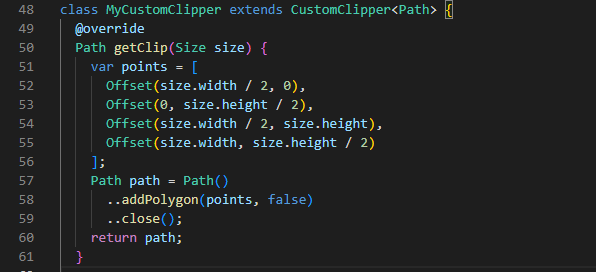 48 class MyCustomClipper extends CustomClipper<Path> {
49 @override
50 Path getClip(Size size) {
51 var points = [
52 Offset(size.width / 2, 0),
53 Offset(0, size.height / 2),
54 Offset(size.width / 2, size.height),
55 Offset(size.width, size.height / 2)
56 ];
57 Path path = Path()
58 ..addPolygon(points, false)
59 ..close();
60 return path;
61 }